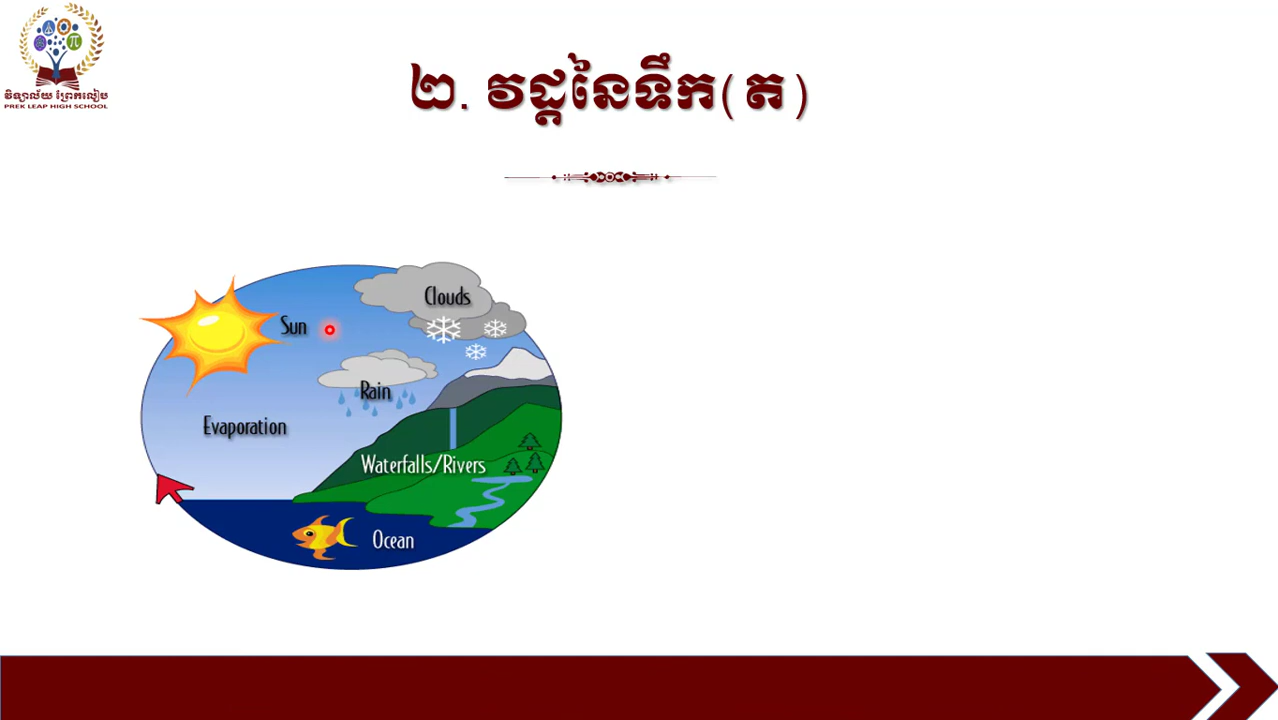 វិទ្យាល័យ ព្រែកលៀប
PREK LEAP HIGH SCHOOL
២. វដ្តនៃទឹក(ត)
Clouds
Sun
Rain
Evaporation
Waterfalls/Rivers
Ocean